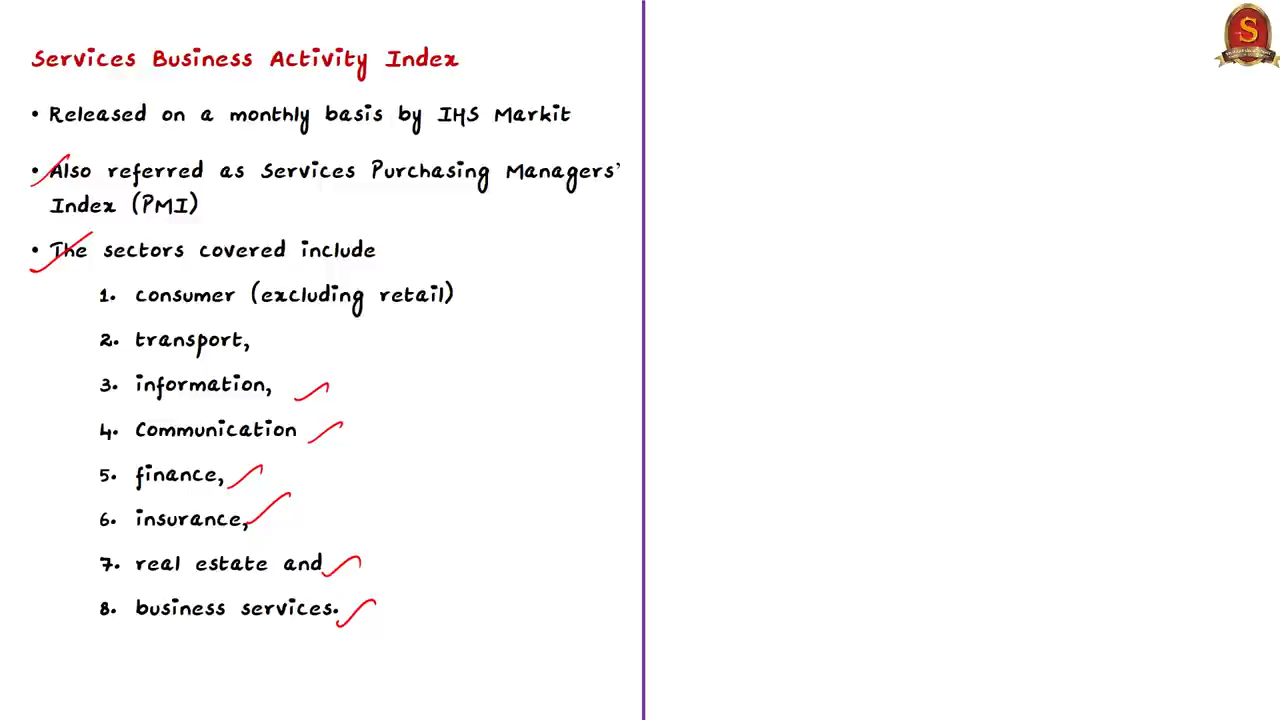 Services Business Activity Index
• Released on a monthly basis by IHS Markit
• Also referred as Services Purchasing Managers'
Index (PMI)
• The sectors covered include
1. consumer (excluding retail)
2. transport,
3. information,
4. Communication
5. finance,
6. insurance,
7. real estate and
8. business services.
S